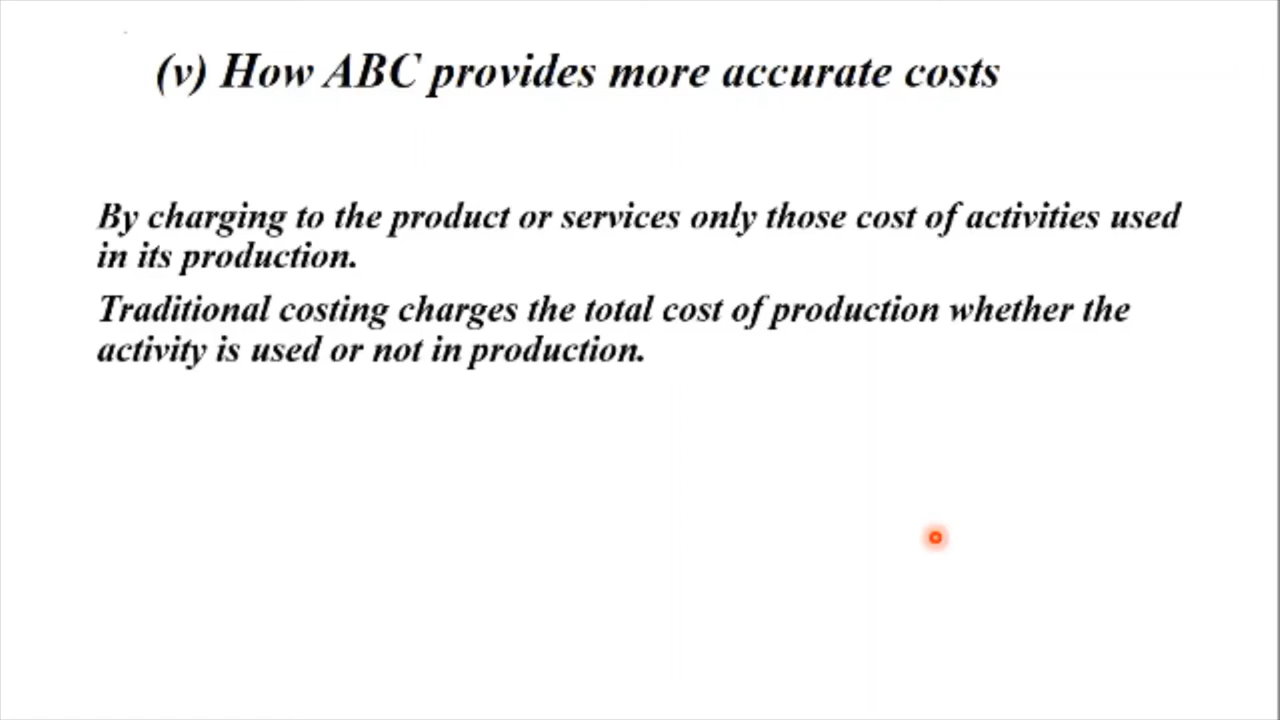 (v) How ABC provides more accurate costs
By charging to the product or services only those cost of activities used
in its production.
Traditional costing charges the total cost of production whether the
activity is used or not in production.